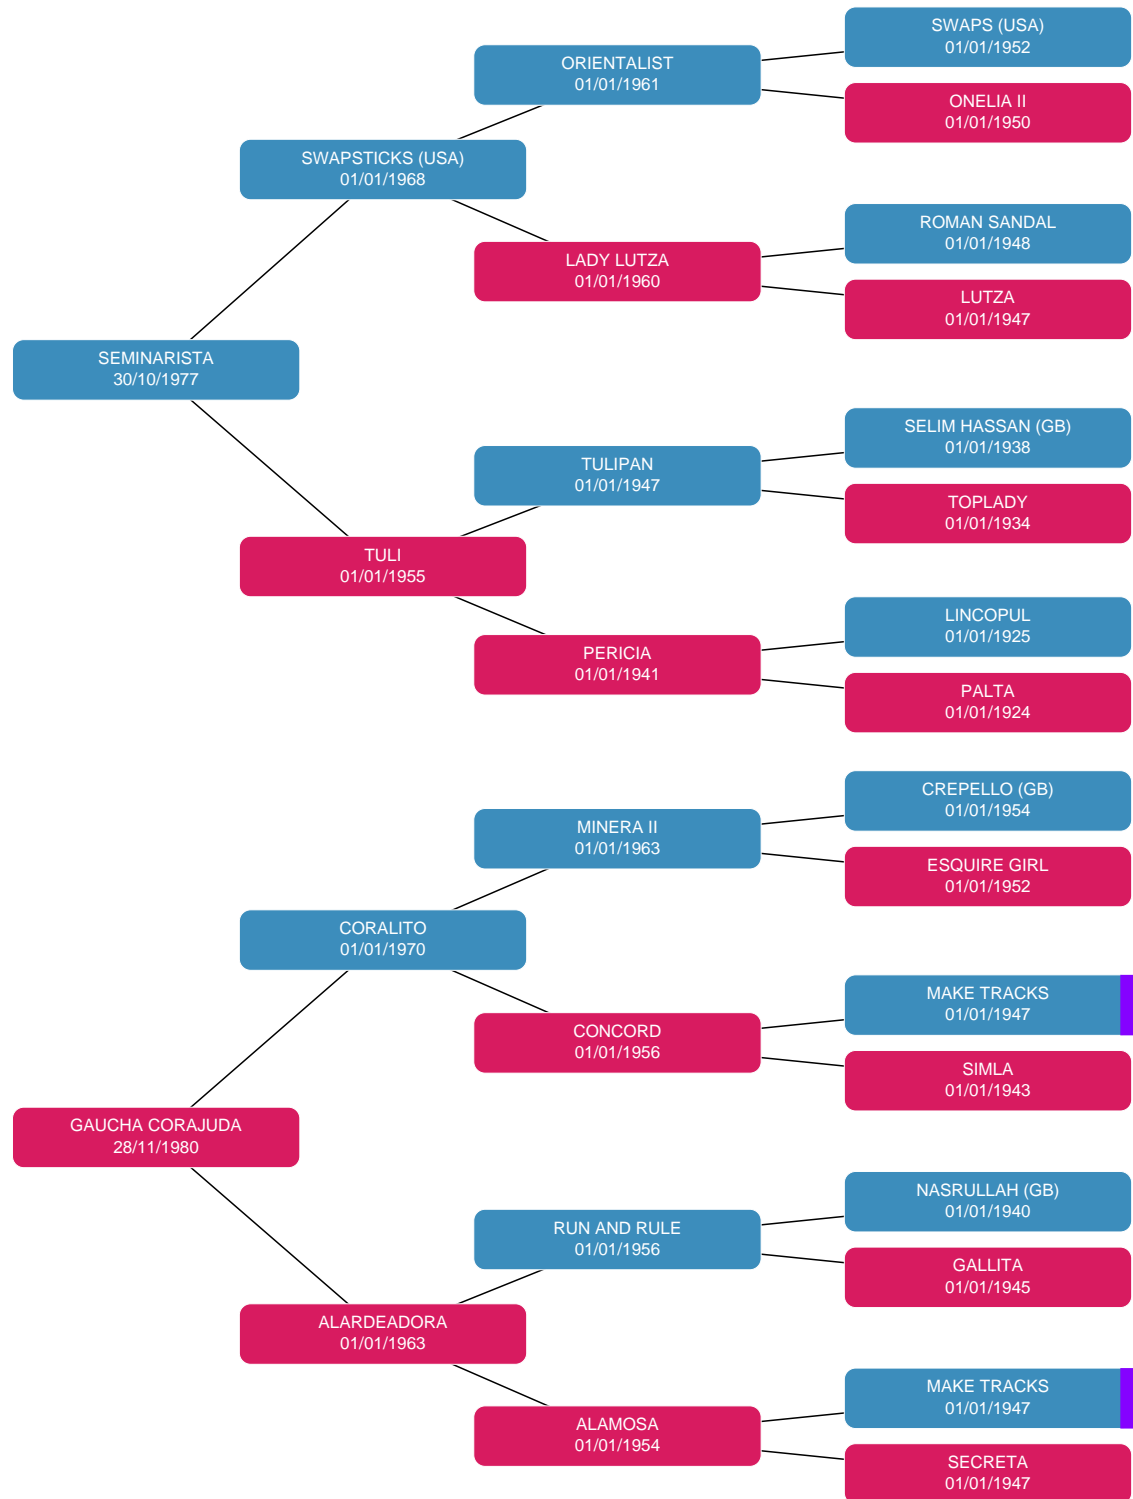 SWAPS (USA)
01/01/1952
ORIENTALIST
01/01/1961
ONELIA II
01/01/1950
SWAPSTICKS (USA)
01/01/1968
ROMAN SANDAL
01/01/1948
LADY LUTZA
01/01/1960
LUTZA
01/01/1947
SEMINARISTA
30/10/1977
SELIM HASSAN (GB)
01/01/1938
TULIPAN
01/01/1947
TOPLADY
01/01/1934
TULI
01/01/1955
LINCOPUL
01/01/1925
PERICIA
01/01/1941
PALTA
01/01/1924
CREPELLO (GB)
01/01/1954
MINERA II
01/01/1963
ESQUIRE GIRL
01/01/1952
CORALITO
01/01/1970
MAKE TRACKS
01/01/1947
CONCORD
01/01/1956
SIMLA
01/01/1943
GAUCHA CORAJUDA
28/11/1980
NASRULLAH (GB)
01/01/1940
RUN AND RULE
01/01/1956
GALLITA
01/01/1945
ALARDEADORA
01/01/1963
MAKE TRACKS
01/01/1947
ALAMOSA
01/01/1954
SECRETA
01/01/1947